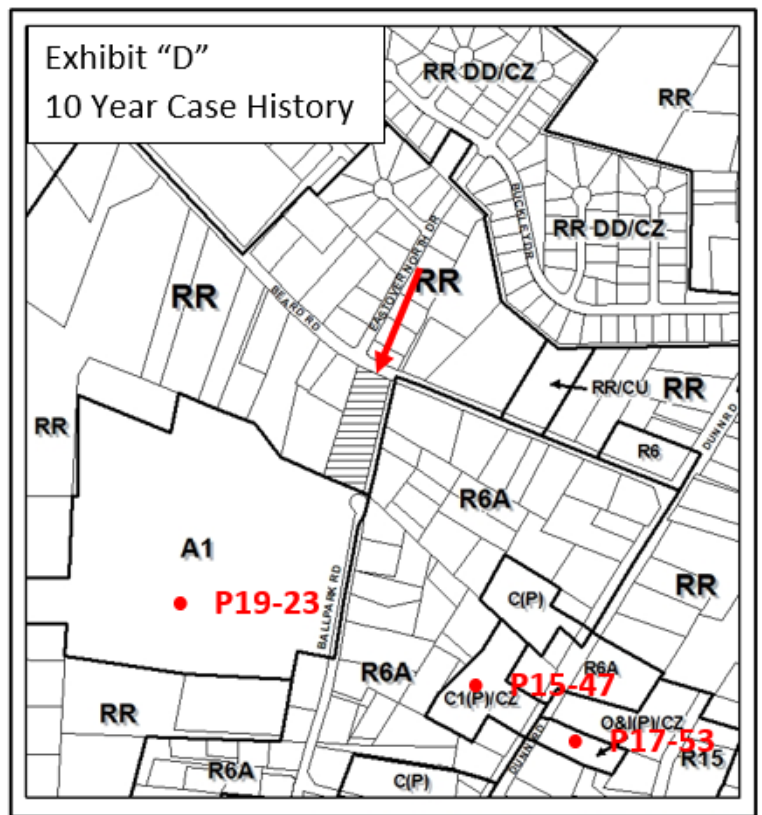 Exhibit “D”
10 Year Case History
RR DD/CZ
RR
BUCKLEY DR
RR DD/CZ
EASTOVER NORTH DR
RR
RR
BEARD RD
RR/CU
RR
DUNN RD
RR
R6
R6A
A1
C(P)
RR
P19-23
BALLPARK RD
R6A
R6A
P15-47
C1(P)/CZ
RR
O&I(P)/CZ
P17-53
DUNN RD
R15
R6A
C(P)